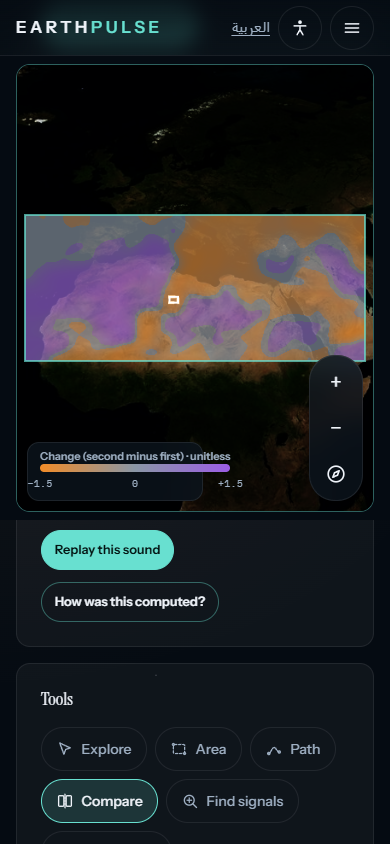 EARTHPULSE
العربية
Change (second minus first) · unitless
−1.5 0 +1.5
Replay this sound
How was this computed?
Tools
Explore
Area
Path
Compare
Find signals